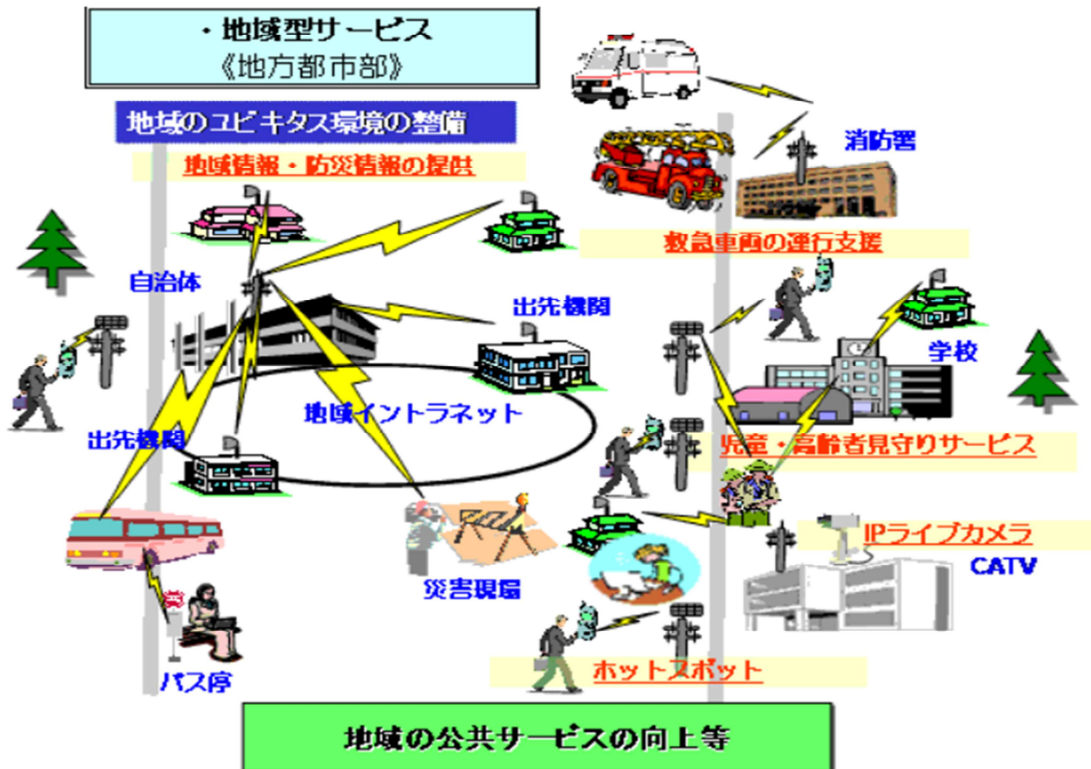 ・地域型サービス
《地方都市部》
地域のユビキタス環境の整備
地域情報・防災情報の提供
消防署
救急車両の運行支援
自治体
出先機関
学校
地域イントラネット
出先機関
児童・高齢者見守りサービス
IPライブカメラ
CATV
災害現場
バス停
ホットスポット
地域の公共サービスの向上等